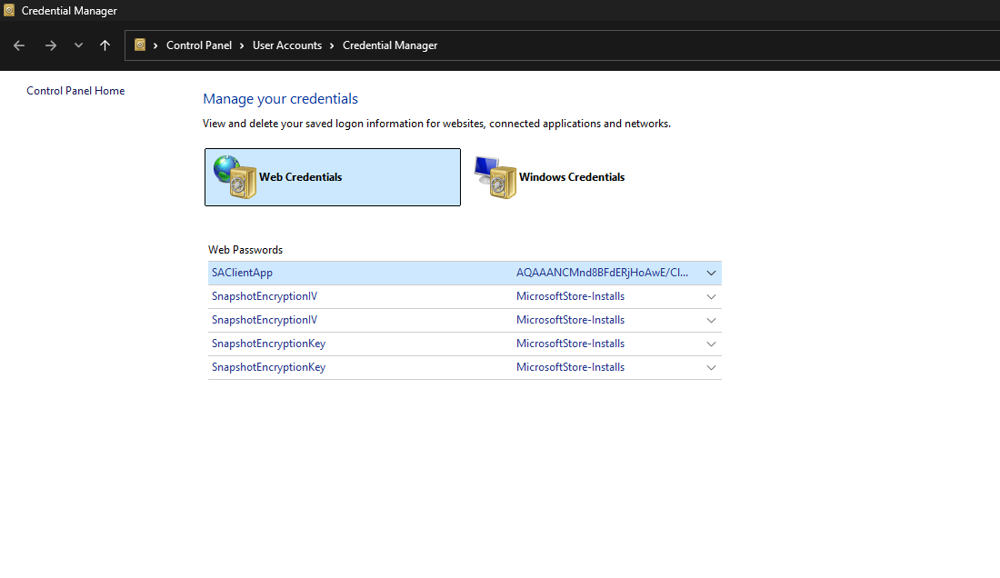 Credential Manager
Control Panel > User Accounts > Credential Manager
Control Panel Home
Manage your credentials
View and delete your saved logon information for websites, connected applications and networks.
Web Credentials
Windows Credentials
Web Passwords
SAClientApp AQAAANCMnd8BFdERjHoAwE/Cl...
SnapshotEncryptionIV MicrosoftStore-Installs
SnapshotEncryptionIV MicrosoftStore-Installs
SnapshotEncryptionKey MicrosoftStore-Installs
SnapshotEncryptionKey MicrosoftStore-Installs